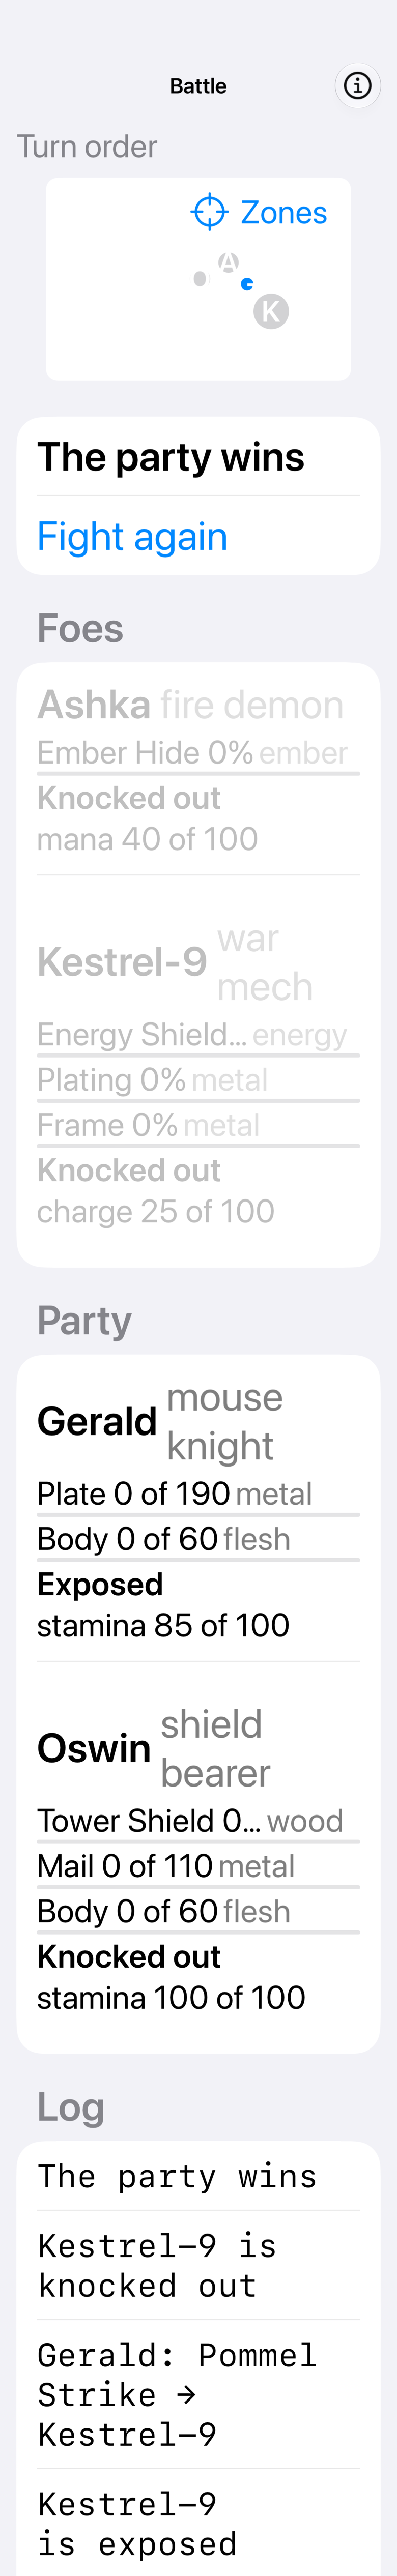 Battle
Turn order
Zones
A
K
The party wins
Fight again
Foes
Ashka fire demon
Ember Hide 0% ember
Knocked out
mana 40 of 100
Kestrel-9 war
mech
Energy Shield... energy
Plating 0% metal
Frame 0% metal
Knocked out
charge 25 of 100
Party
Gerald mouse
knight
Plate 0 of 190 metal
Body 0 of 60 flesh
Exposed
stamina 85 of 100
Oswin shield
bearer
Tower Shield 0... wood
Mail 0 of 110 metal
Body 0 of 60 flesh
Knocked out
stamina 100 of 100
Log
The party wins
Kestrel-9 is
knocked out
Gerald: Pommel
Strike →
Kestrel-9
Kestrel-9
is exposed